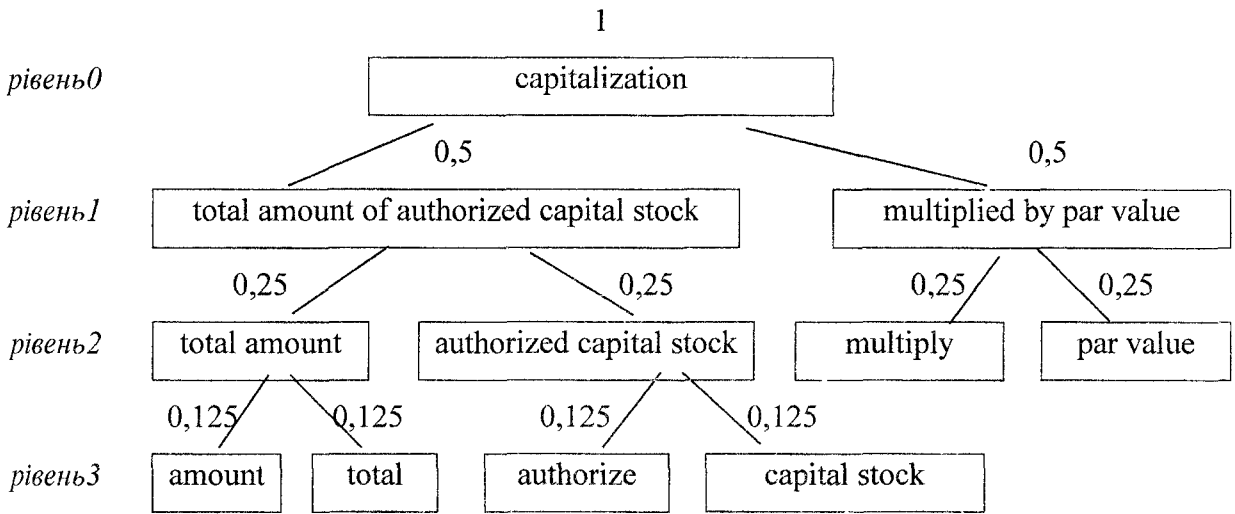 1
рівень0 capitalization
0,5 0,5
рівень1 total amount of authorized capital stock multiplied by par value
0,25 0,25 0,25 0,25
рівень2 total amount authorized capital stock multiply par value
0,125 0,125 0,125 0,125
рівень3 amount total authorize capital stock